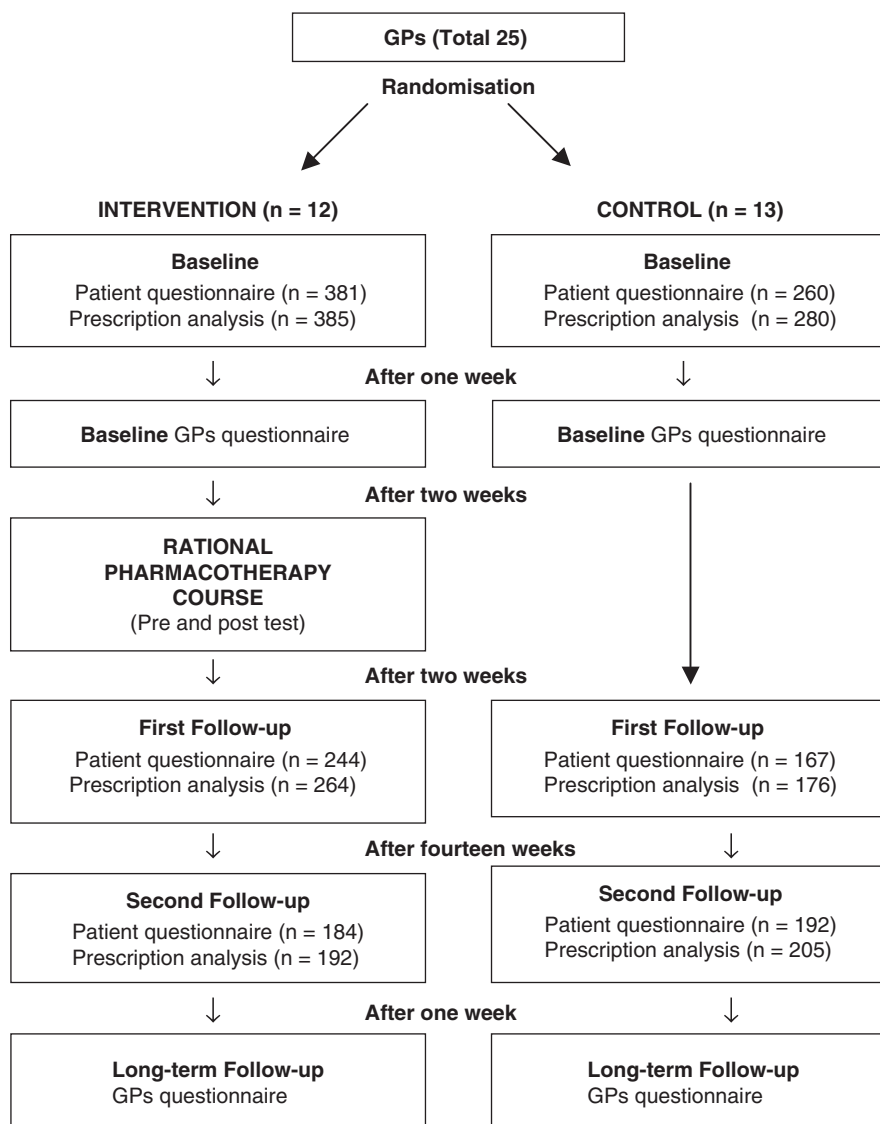 GPs (Total 25)
Randomisation
INTERVENTION (n = 12)
CONTROL (n = 13)
Baseline
Patient questionnaire (n = 381)
Prescription analysis (n = 385)
Baseline
Patient questionnaire (n = 260)
Prescription analysis (n = 280)
After one week
Baseline GPs questionnaire
Baseline GPs questionnaire
After two weeks
RATIONAL
PHARMACOTHERAPY
COURSE
(Pre and post test)
After two weeks
First Follow-up
Patient questionnaire (n = 244)
Prescription analysis (n = 264)
First Follow-up
Patient questionnaire (n = 167)
Prescription analysis (n = 176)
After fourteen weeks
Second Follow-up
Patient questionnaire (n = 184)
Prescription analysis (n = 192)
Second Follow-up
Patient questionnaire (n = 192)
Prescription analysis (n = 205)
After one week
Long-term Follow-up
GPs questionnaire
Long-term Follow-up
GPs questionnaire